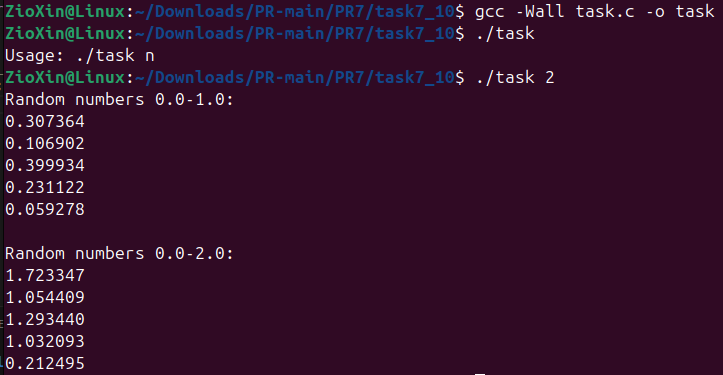 ZioXin@Linux:~/Downloads/PR-main/PR7/task7_10$ gcc -Wall task.c -o task
ZioXin@Linux:~/Downloads/PR-main/PR7/task7_10$ ./task
Usage: ./task n
ZioXin@Linux:~/Downloads/PR-main/PR7/task7_10$ ./task 2
Random numbers 0.0-1.0:
0.307364
0.106902
0.399934
0.231122
0.059278

Random numbers 0.0-2.0:
1.723347
1.054409
1.293440
1.032093
0.212495